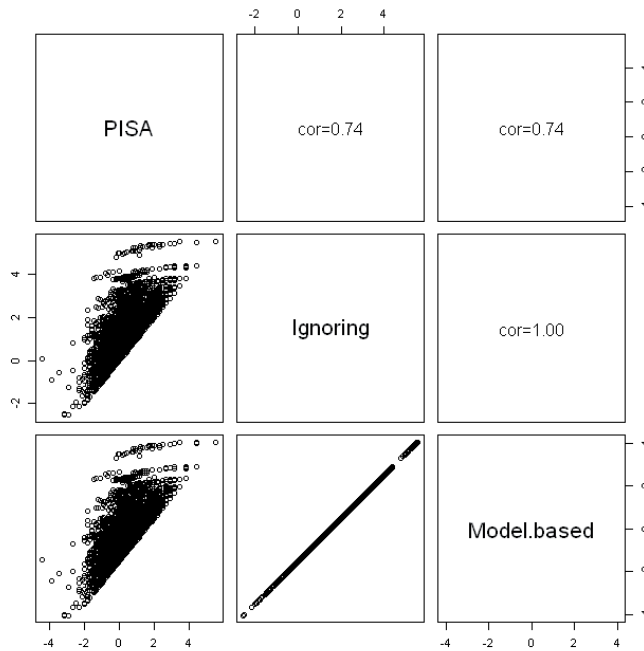 -2 0 2 4
PISA
cor=0.74
cor=0.74
4
2
0
-2
Ignoring
cor=1.00
Model.based
-4 -2 0 2 4
-4 -2 0 2 4